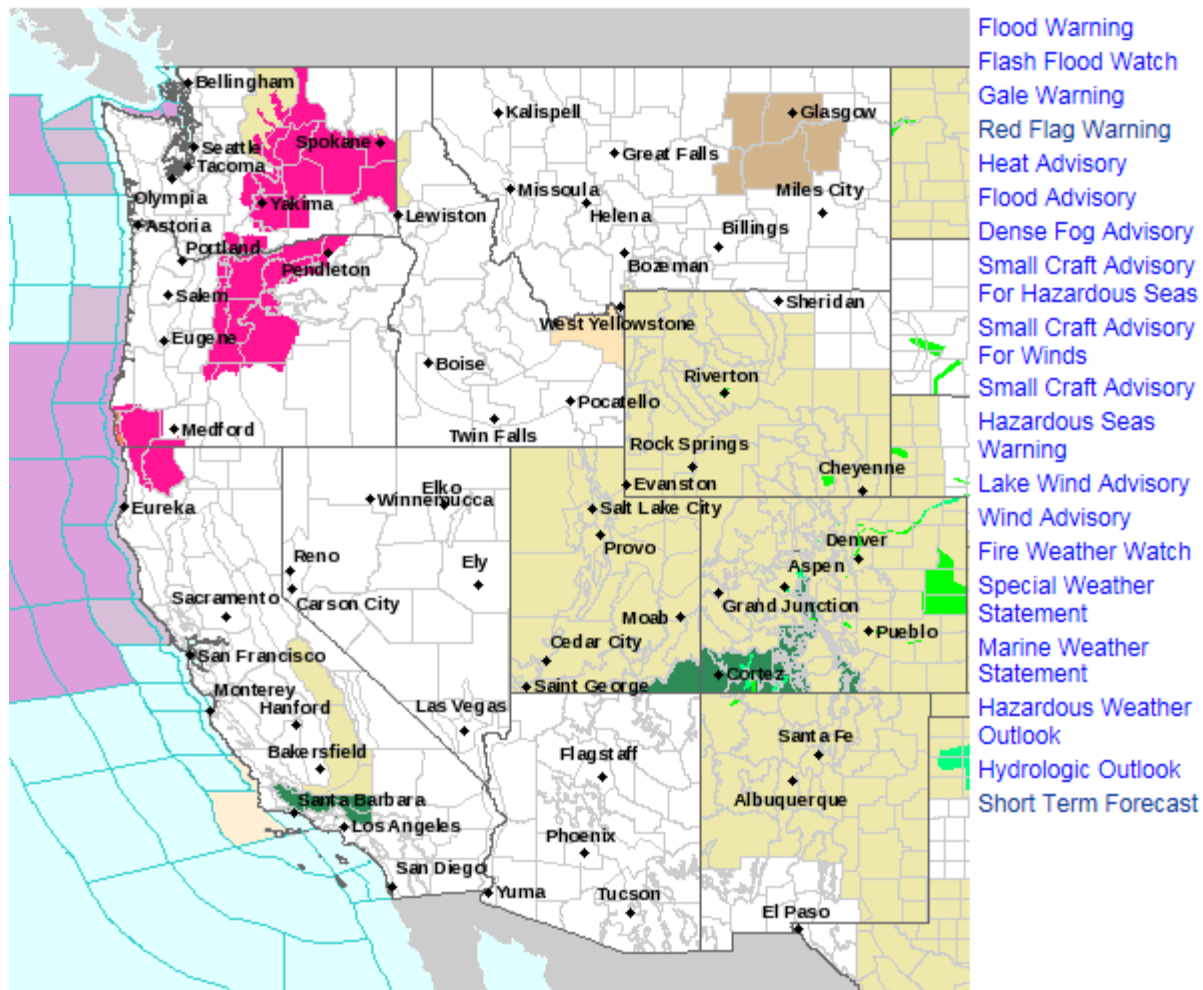 Bellingham
Seattle
Tacoma
Olympia
Astoria
Spokane
Yakima
Lewiston
Portland
Pendleton
Salem
Eugene
Medford
Kalispell
Great Falls
Glasgow
Missoula
Helena
Miles City
Billings
Bozeman
West Yellowstone
Sheridan
Boise
Pocatello
Twin Falls
Riverton
Rock Springs
Cheyenne
Evanston
Eureka
Winnemucca
Elko
Reno
Carson City
Ely
Salt Lake City
Provo
Denver
Aspen
Grand Junction
Sacramento
Moab
Pueblo
San Francisco
Cedar City
Cortez
Saint George
Monterey
Hanford
Las Vegas
Bakersfield
Flagstaff
Santa Fe
Albuquerque
Santa Barbara
Los Angeles
Phoenix
San Diego
Yuma
Tucson
El Paso
Flood Warning
Flash Flood Watch
Gale Warning
Red Flag Warning
Heat Advisory
Flood Advisory
Dense Fog Advisory
Small Craft Advisory
For Hazardous Seas
Small Craft Advisory
For Winds
Small Craft Advisory
Hazardous Seas
Warning
Lake Wind Advisory
Wind Advisory
Fire Weather Watch
Special Weather
Statement
Marine Weather
Statement
Hazardous Weather
Outlook
Hydrologic Outlook
Short Term Forecast